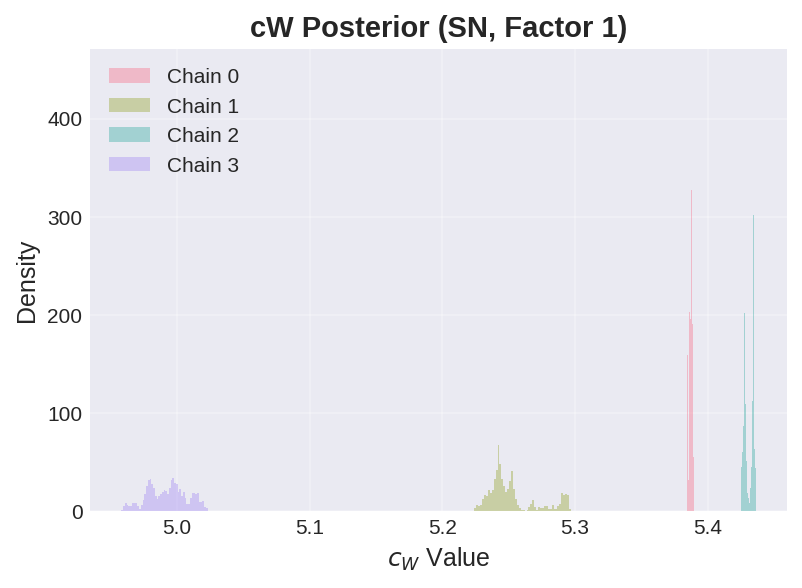 cW Posterior (SN, Factor 1)
Chain 0
Chain 1
Chain 2
Chain 3
400
300
200
100
0
Density
5.0 5.1 5.2 5.3 5.4
c_W Value